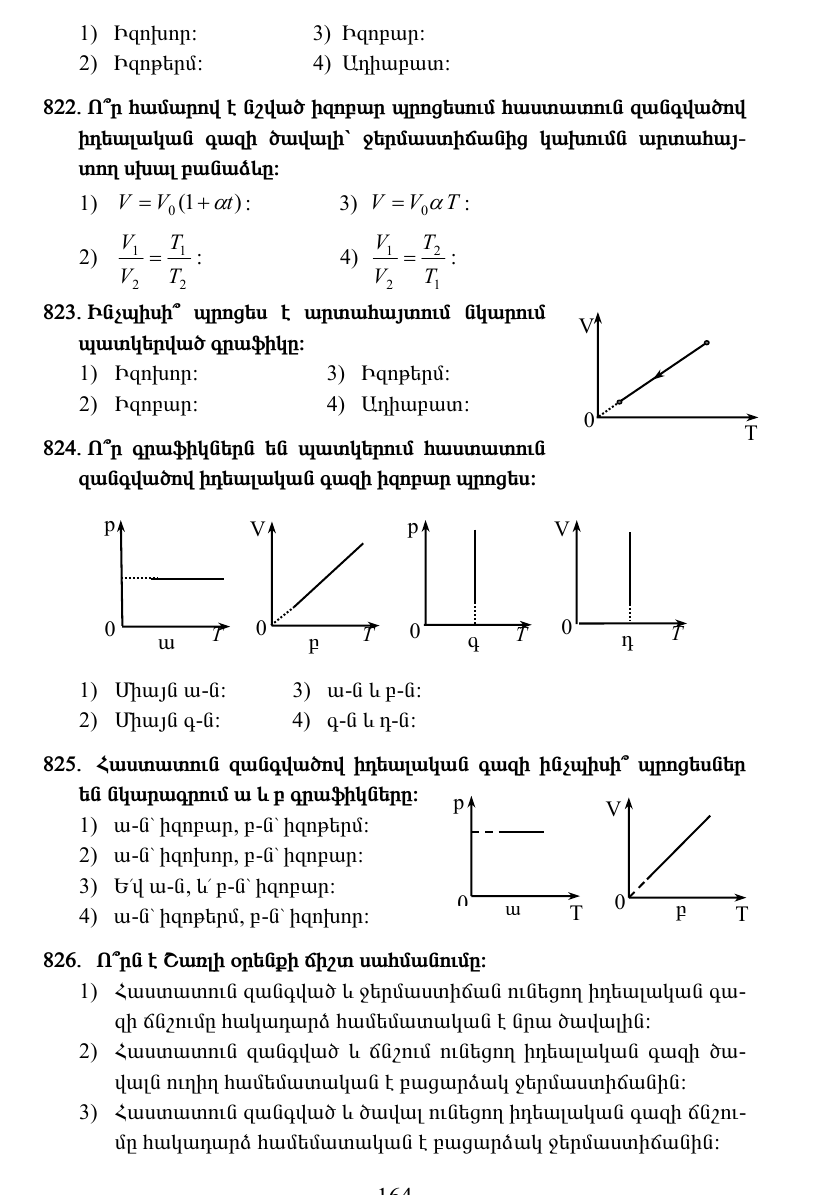 1) Իզոխոր: 3) Իզոբար:
2) Իզոթերմ: 4) Ադիաբատ:
822. Ո՞ր համարով է նշված իզոբար պրոցեսում հաստատուն զանգվածով
իդեալական գազի ծավալի՝ ջերմաստիճանից կախումն արտահայ-
տող սխալ բանաձևը:
1) V = V₀(1+αt): 3) V = V₀αT:
2) V₁/V₂ = T₁/T₂: 4) V₁/V₂ = T₂/T₁:
823. Ինչպիսի՞ պրոցես է արտահայտում նկարում
պատկերված գրաֆիկը:
1) Իզոխոր: 3) Իզոթերմ:
2) Իզոբար: 4) Ադիաբատ:
V
0
T
824. Ո՞ր գրաֆիկներն են պատկերում հաստատուն
զանգվածով իդեալական գազի իզոբար պրոցես:
p V p V
0 T 0 T 0 T 0 T
ա բ գ դ
1) Միայն ա-ն: 3) ա-ն և բ-ն:
2) Միայն գ-ն: 4) գ-ն և դ-ն:
825. Հաստատուն զանգվածով իդեալական գազի ինչպիսի՞ պրոցեսներ
են նկարագրում ա և բ գրաֆիկները:
1) ա-ն՝ իզոբար, բ-ն՝ իզոթերմ:
2) ա-ն՝ իզոխոր, բ-ն՝ իզոբար:
3) Ե՛վ ա-ն, և՛ բ-ն՝ իզոբար:
4) ա-ն՝ իզոթերմ, բ-ն՝ իզոխոր:
p V
0 ա T 0 բ T
826. Ո՞րն է Շառլի օրենքի ճիշտ սահմանումը:
1) Հաստատուն զանգված և ջերմաստիճան ունեցող իդեալական գա-
զի ճնշումը հակադարձ համեմատական է նրա ծավալին:
2) Հաստատուն զանգված և ճնշում ունեցող իդեալական գազի ծա-
վալն ուղիղ համեմատական է բացարձակ ջերմաստիճանին:
3) Հաստատուն զանգված և ծավալ ունեցող իդեալական գազի ճնշու-
մը հակադարձ համեմատական է բացարձակ ջերմաստիճանին:
164